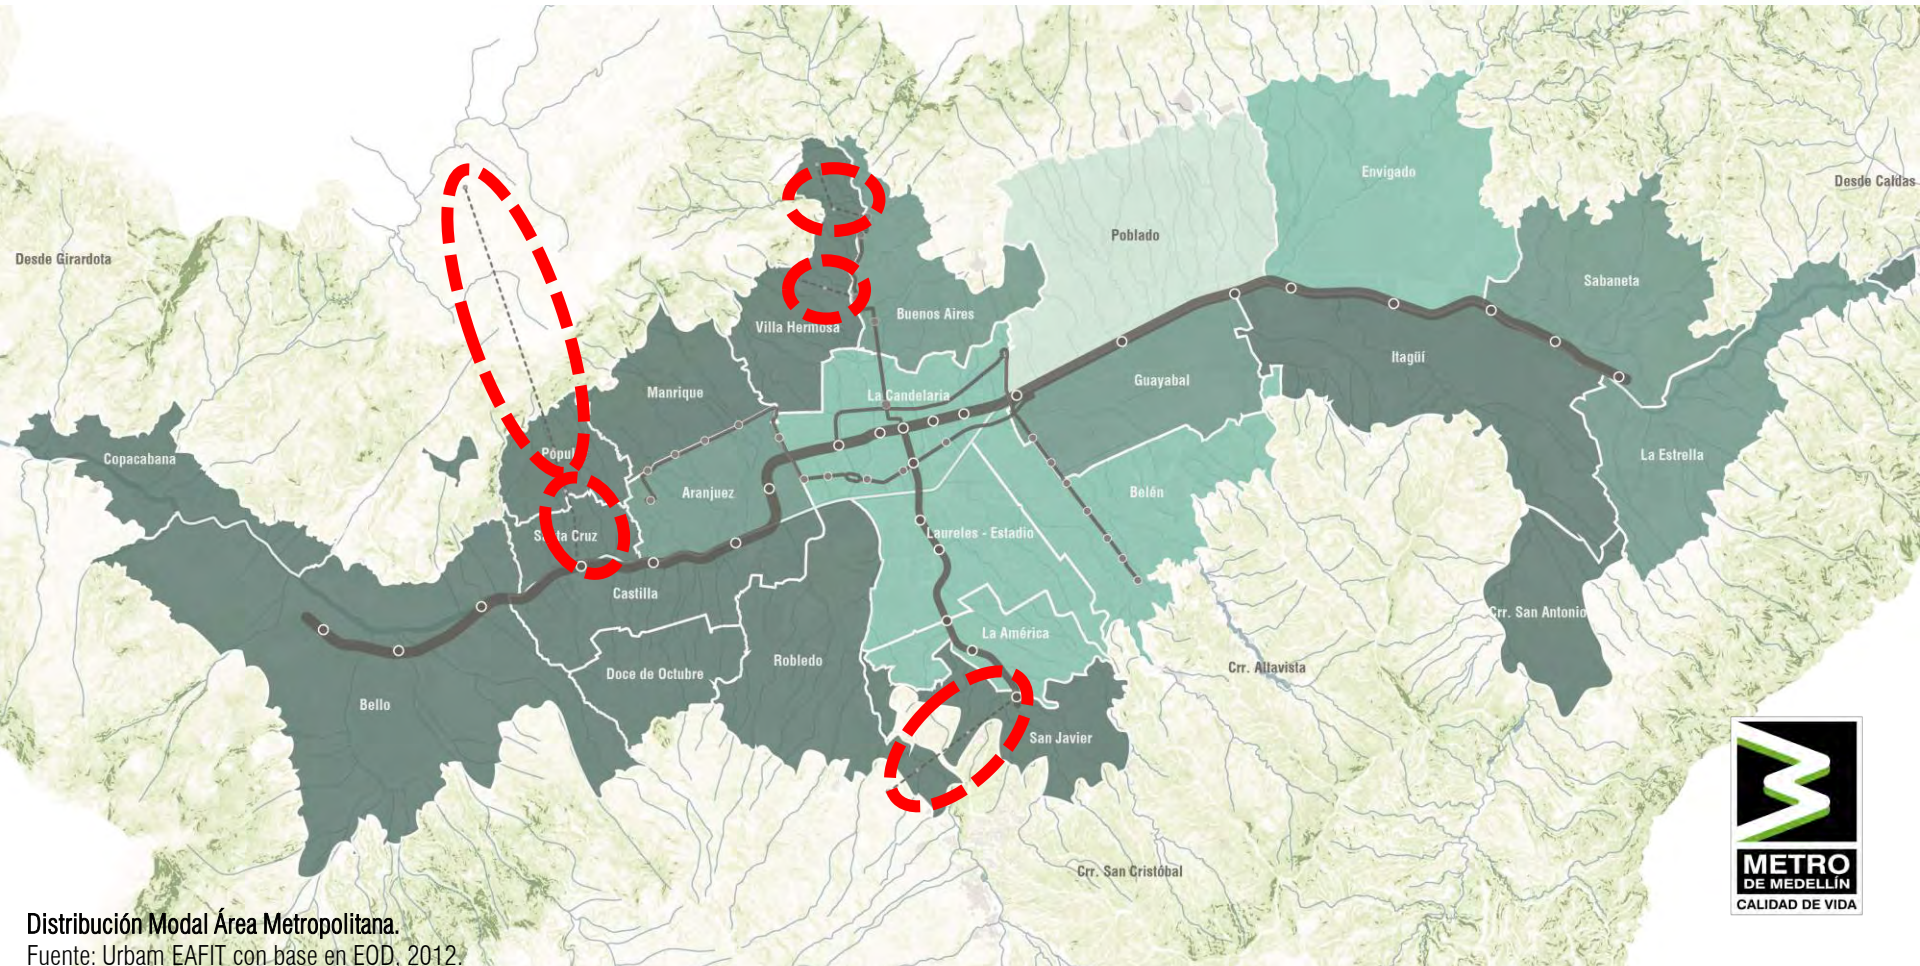 Desde Girardota
Copacabana
Bello
Popul
Santa Cruz
Manrique
Aranjuez
Castilla
Doce de Octubre
Robledo
Villa Hermosa
Buenos Aires
La Candelaria
Laureles - Estadio
La América
San Javier
Poblado
Guayabal
Belén
Envigado
Itagüí
Sabaneta
La Estrella
Desde Caldas
Crr. San Antonio
Crr. Altavista
Crr. San Cristóbal
METRO
DE MEDELLÍN
CALIDAD DE VIDA
Distribución Modal Área Metropolitana.
Fuente: Urbam EAFIT con base en EOD, 2012.